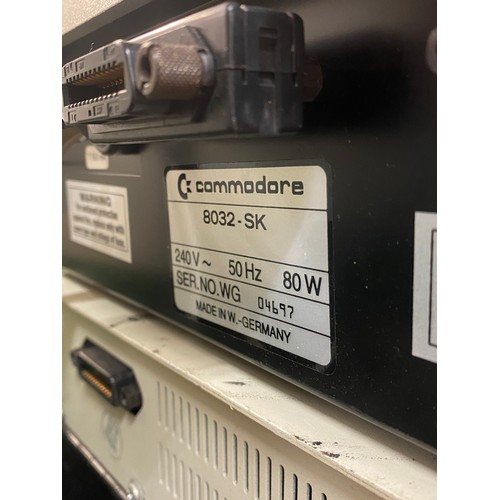 commodore
8032-SK
240V~ 50Hz 80W
SER.NO.WG 04697
MADE IN W.-GERMANY
WARNING